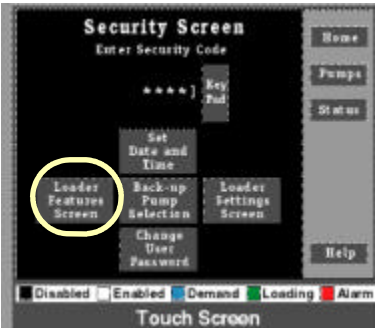 Security Screen
Enter Security Code
****]
Key
Pad
Home
Pumps
Status
Set
Date and
Time
Loader
Features
Screen
Back-up
Pump
Selection
Loader
Settings
Screen
Change
User
Password
Help
Disabled Enabled Demand Loading Alarm
Touch Screen